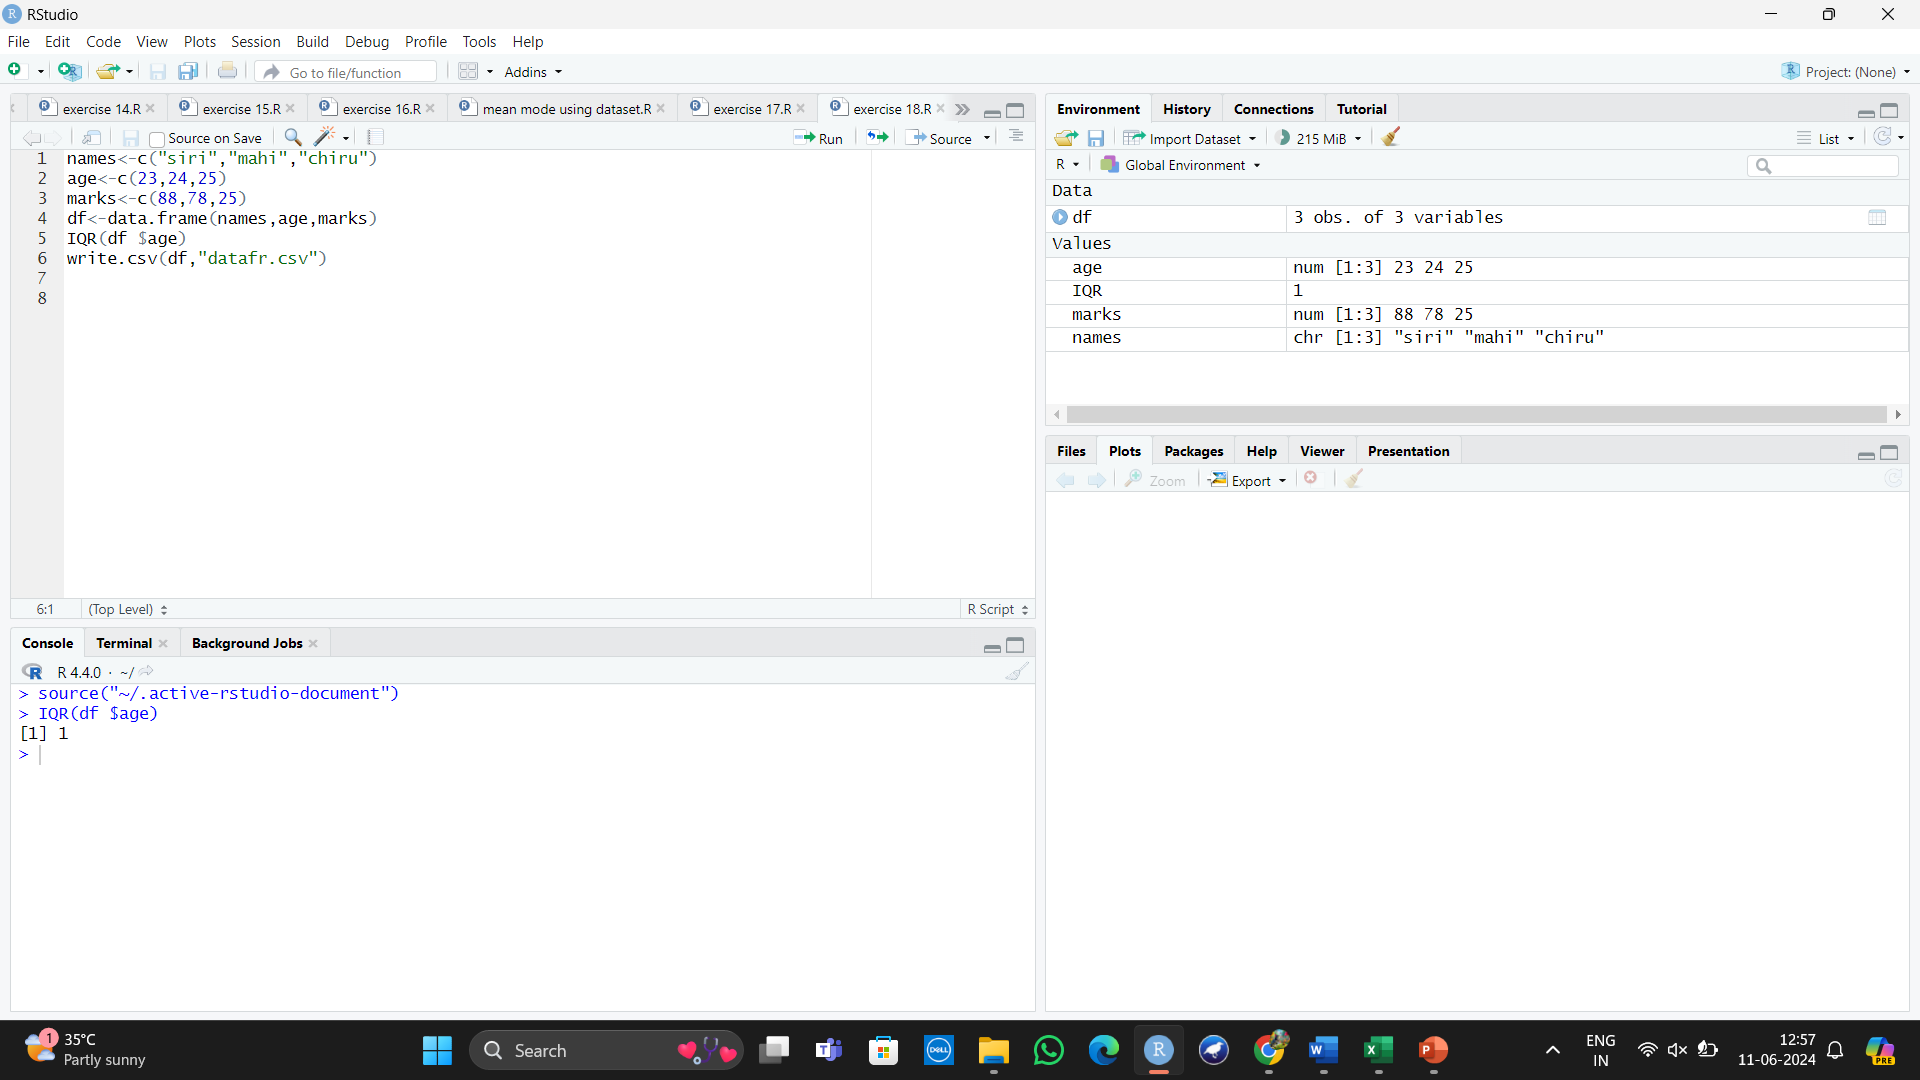 RStudio
File Edit Code View Plots Session Build Debug Profile Tools Help
Go to file/function Addins Project: (None)
exercise 14.R exercise 15.R exercise 16.R mean mode using dataset.R exercise 17.R exercise 18.R
Source on Save Run Source
1 names<-c("siri","mahi","chiru")
2 age<-c(23,24,25)
3 marks<-c(88,78,25)
4 df<-data.frame(names,age,marks)
5 IQR(df $age)
6 write.csv(df,"datafr.csv")
7
8
6:1 (Top Level) R Script
Console Terminal Background Jobs
R 4.4.0 · ~/
> source("~/.active-rstudio-document")
> IQR(df $age)
[1] 1
>
Environment History Connections Tutorial
Import Dataset 215 MiB List
R Global Environment
Data
df 3 obs. of 3 variables
Values
age num [1:3] 23 24 25
IQR 1
marks num [1:3] 88 78 25
names chr [1:3] "siri" "mahi" "chiru"
Files Plots Packages Help Viewer Presentation
Zoom Export
1 35°C
Partly sunny
Search
DELL
ENG
IN
12:57
11-06-2024
PRE